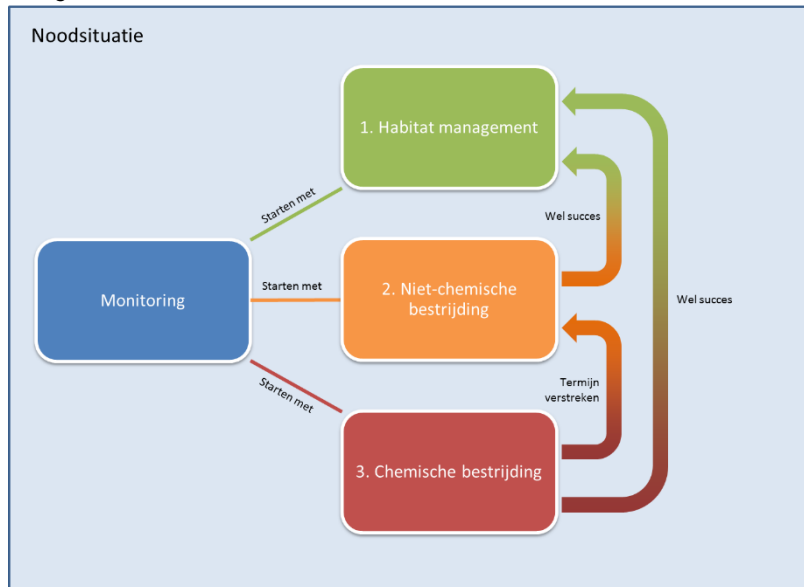 Noodsituatie
1. Habitat management
Starten met
Wel succes
Monitoring
Starten met
2. Niet-chemische
bestrijding
Wel succes
Starten met
Termijn
verstreken
3. Chemische bestrijding